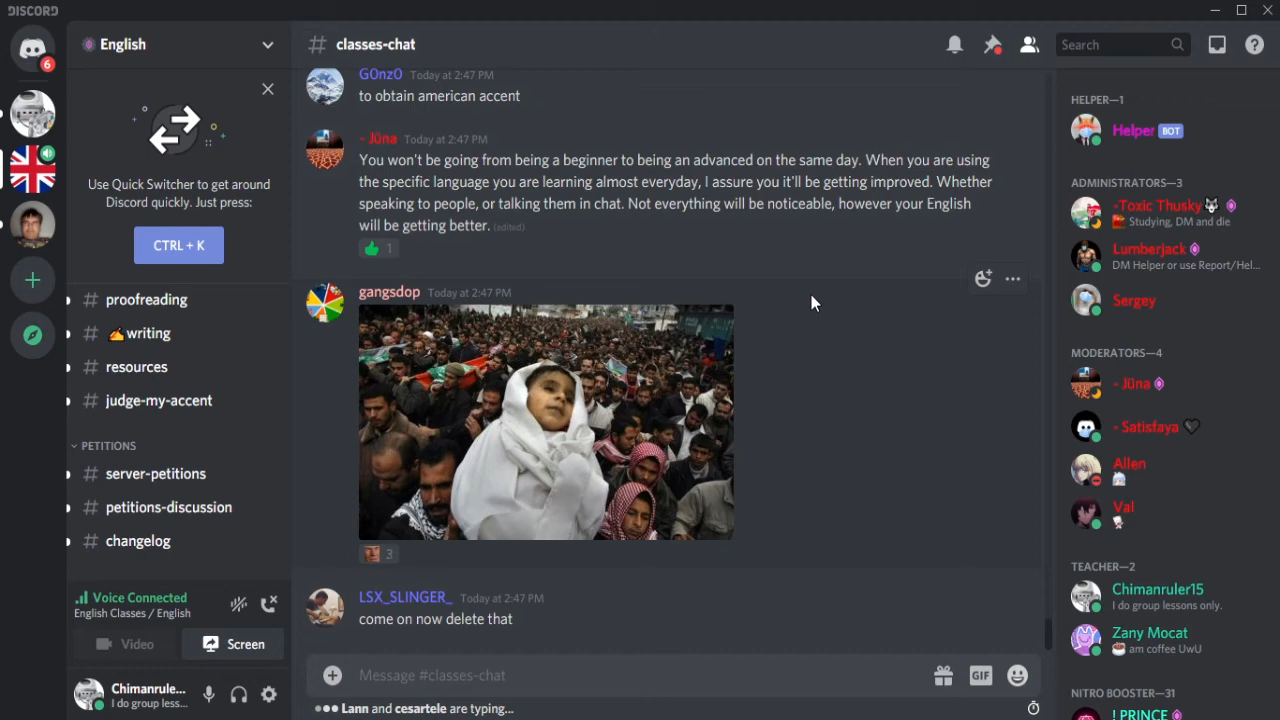 DISCORD
6
English
Use Quick Switcher to get around
Discord quickly. Just press:
CTRL + K
# proofreading
# ✍writing
# resources
# judge-my-accent
PETITIONS
# server-petitions
# petitions-discussion
# changelog
Voice Connected
English Classes / English
Video
Screen
Chimanrule...
I do group less...
# classes-chat
Search
G0nzO Today at 2:47 PM
to obtain american accent
- Jüna Today at 2:47 PM
You won't be going from being a beginner to being an advanced on the same day. When you are using
the specific language you are learning almost everyday, I assure you it'll be getting improved. Whether
speaking to people, or talking them in chat. Not everything will be noticeable, however your English
will be getting better. (edited)
1
gangsdop Today at 2:47 PM
3
LSX_SLINGER_ Today at 2:47 PM
come on now delete that
Message #classes-chat
GIF
Lann and cesartele are typing...
HELPER—1
Helper BOT
ADMINISTRATORS—3
-Toxic Thusky
Studying, DM and die
Lumberjack
DM Helper or use Report/Hel...
Sergey
MODERATORS—4
- Jüna
- Satisfaya
Allen
Val
TEACHER—2
Chimanruler15
I do group lessons only.
Zany Mocat
am coffee UwU
NITRO BOOSTER—31
! PRINCE